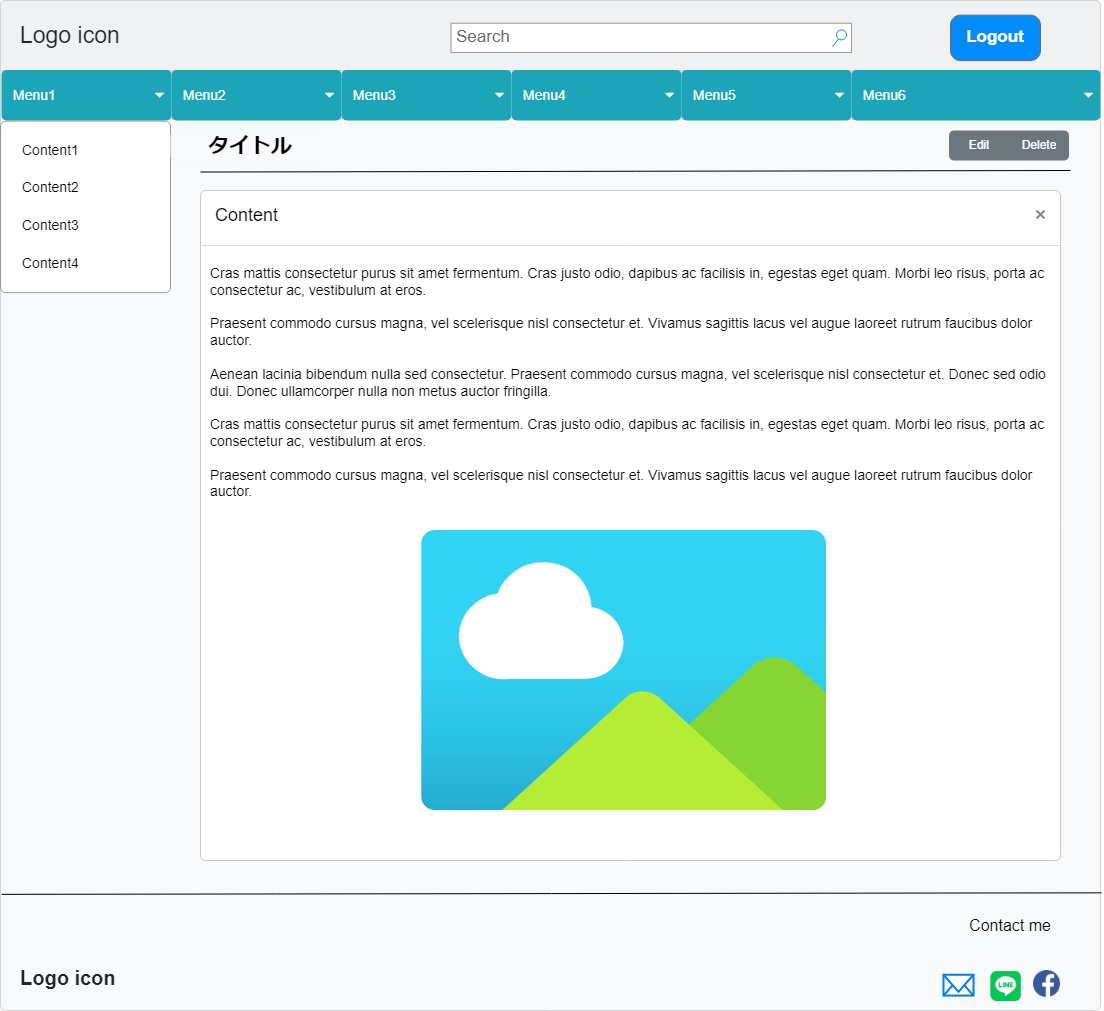 Logo icon
Search
Logout
Menu1
Menu2
Menu3
Menu4
Menu5
Menu6
Content1
Content2
Content3
Content4
タイトル
Edit
Delete
Content
×
Cras mattis consectetur purus sit amet fermentum. Cras justo odio, dapibus ac facilisis in, egestas eget quam. Morbi leo risus, porta ac
consectetur ac, vestibulum at eros.
Praesent commodo cursus magna, vel scelerisque nisl consectetur et. Vivamus sagittis lacus vel augue laoreet rutrum faucibus dolor
auctor.
Aenean lacinia bibendum nulla sed consectetur. Praesent commodo cursus magna, vel scelerisque nisl consectetur et. Donec sed odio
dui. Donec ullamcorper nulla non metus auctor fringilla.
Cras mattis consectetur purus sit amet fermentum. Cras justo odio, dapibus ac facilisis in, egestas eget quam. Morbi leo risus, porta ac
consectetur ac, vestibulum at eros.
Praesent commodo cursus magna, vel scelerisque nisl consectetur et. Vivamus sagittis lacus vel augue laoreet rutrum faucibus dolor
auctor.
Contact me
Logo icon
LINE